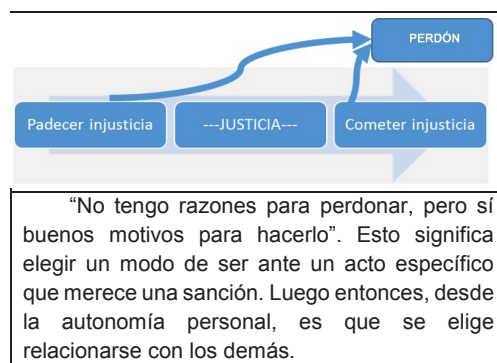 PERDÓN
Padecer injusticia
---JUSTICIA---
Cometer injusticia
“No tengo razones para perdonar, pero sí
buenos motivos para hacerlo”. Esto significa
elegir un modo de ser ante un acto específico
que merece una sanción. Luego entonces, desde
la autonomía personal, es que se elige
relacionarse con los demás.